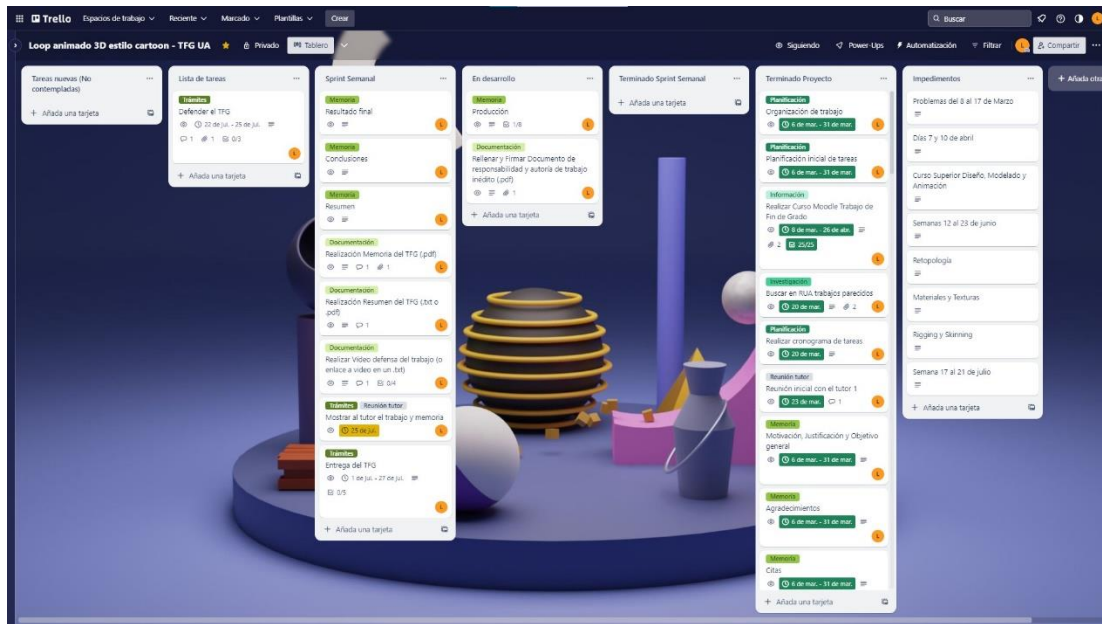 Trello Espacios de trabajo Reciente Marcado Plantillas Crear Buscar
Loop animado 3D estilo cartoon - TFG UA Privado Tablero Siguiendo Power-Ups Automatización Filtrar Compartir
Tareas nuevas (No
contempladas)
+ Añada una tarjeta
Lista de tareas
Trámites
Defender el TFG
22 de jul. - 29 de jul.
1 1 0/3
L
+ Añada una tarjeta
Sprint Semanal
Memoria
Resultado final
L
Memoria
Conclusiones
L
Memoria
Resumen
L
Documentación
Realización Memoria del TFG (.pdf)
1 1 L
Documentación
Realización Resumen del TFG (.txt o
.pdf)
1 L
Documentación
Realizar Vídeo defensa del trabajo (o
enlace a video en un .txt)
1 0/4 L
Trámites Reunión tutor
Mostrar al tutor el trabajo y memoria
23 de jul. L
Trámites
Entrega del TFG
1 de jul. - 27 de jul.
0/5
L
+ Añada una tarjeta
En desarrollo
Memoria
Producción
1/8 L
Documentación
Rellenar y Firmar Documento de
responsabilidad y autoría de trabajo
inédito (.pdf)
1 L
+ Añada una tarjeta
Terminado Sprint Semanal
+ Añada una tarjeta
Terminado Proyecto
Planificación
Organización de trabajo
6 de mar. - 31 de mar. L
Planificación
Planificación inicial de tareas
6 de mar. - 31 de mar. L
Información
Realizar Curso Moodle Trabajo de
Fin de Grado
6 de mar. - 26 de abr.
2 25/25
L
Investigación
Buscar en RUA trabajos parecidos
20 de mar. 2 L
Planificación
Realizar cronograma de tareas
20 de mar. L
Reunión tutor
Reunión inicial con el tutor 1
23 de mar. 1 L
Memoria
Motivación, Justificación y Objetivo
general
6 de mar. - 31 de mar.
L
Memoria
Agradecimientos
6 de mar. - 31 de mar.
L
Memoria
Citas
6 de mar. - 31 de mar.
+ Añada una tarjeta
Impedimentos
Problemas del 8 al 17 de Marzo
Días 7 y 10 de abril
Curso Superior Diseño, Modelado y
Animación
Semanas 12 al 23 de junio
Retopología
Materiales y Texturas
Rigging y Skinning
Semana 17 al 21 de julio
+ Añada una tarjeta
+ Añada otra